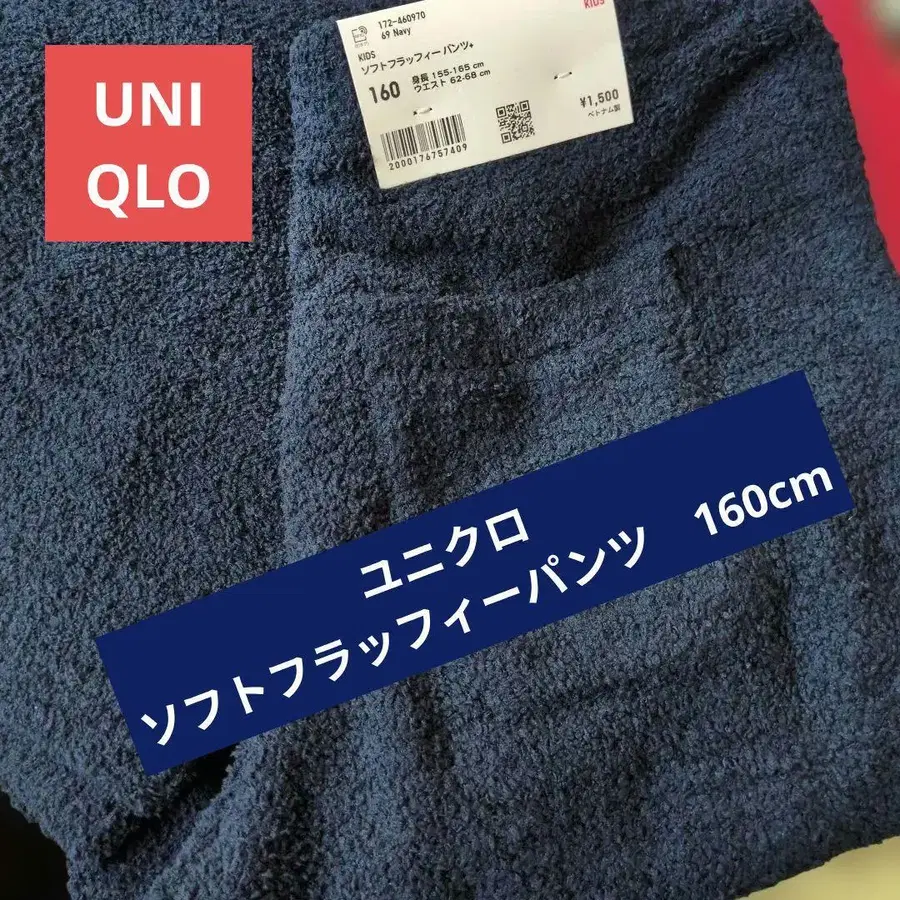 UNI
QLO
172-460970
69 Navy
KIDS
KIDS
ソフトフラッフィーパンツ+
160
身長 155-165 cm
ウエスト 62-68 cm
¥1,500
ベトナム製
2000176757409
ユニクロ
ソフトフラッフィーパンツ 160cm